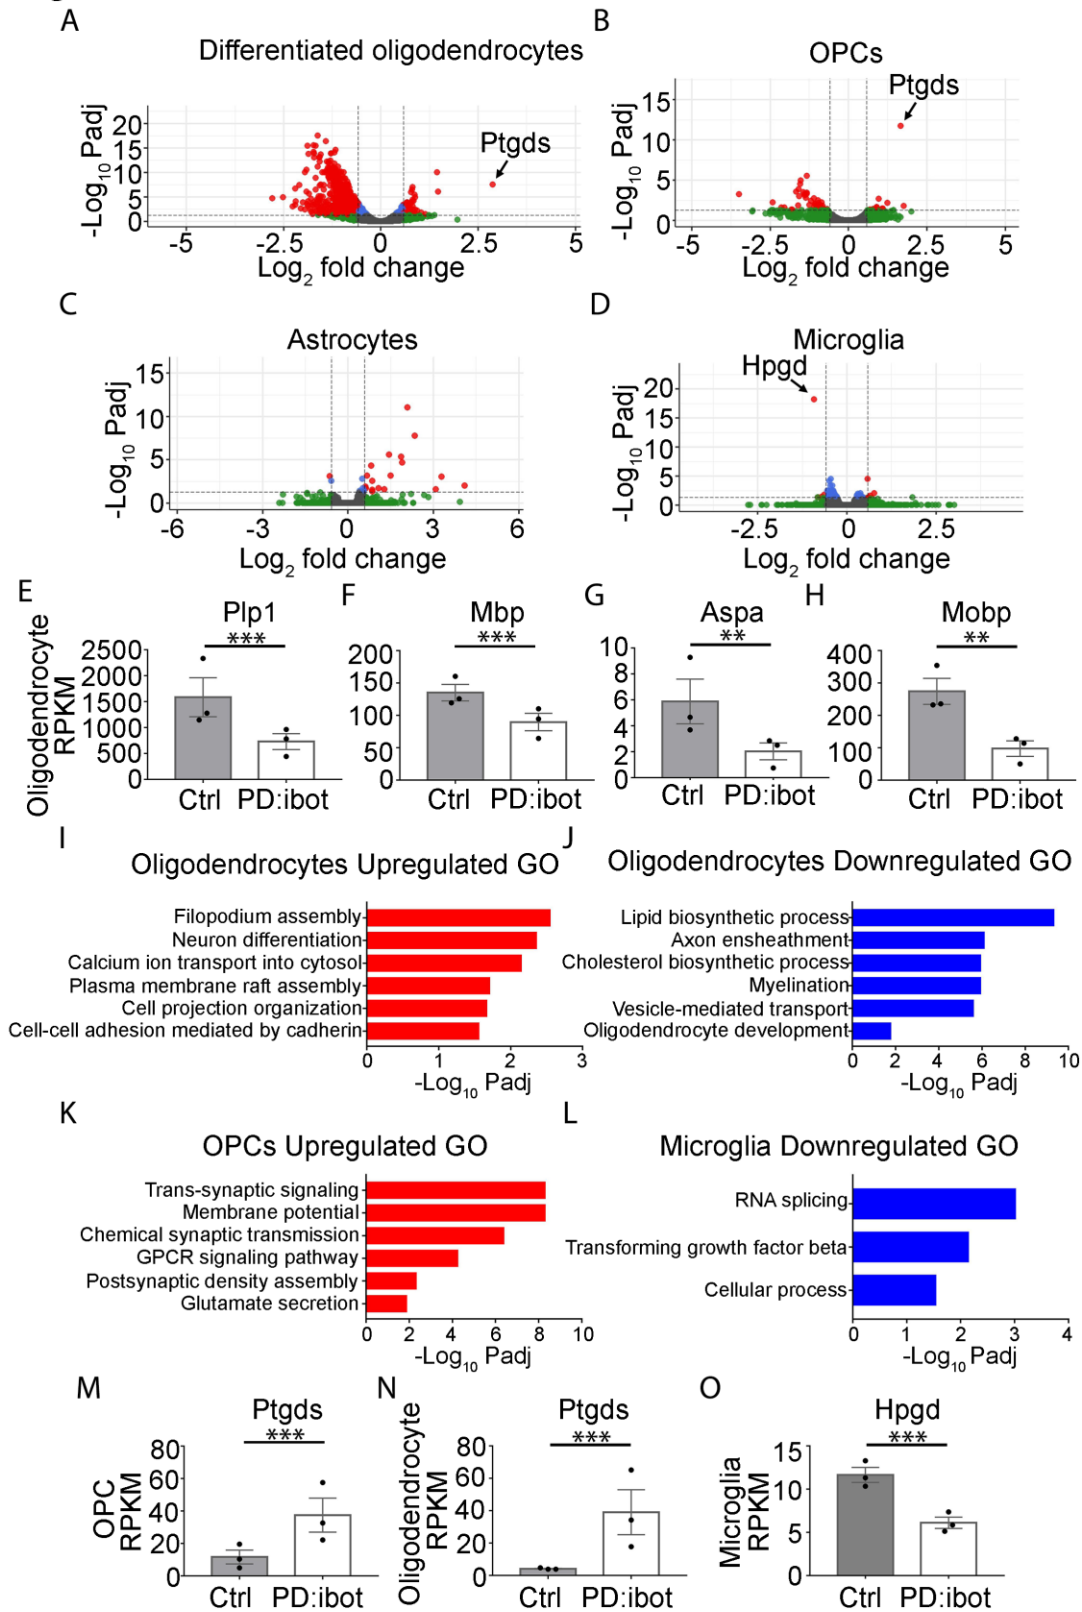 A
Differentiated oligodendrocytes
-Log10 Padj
20
15
10
5
0
Ptgds
-5
-2.5
0
2.5
5
Log2 fold change
B
OPCs
-Log10 Padj
15
10
5
0
Ptgds
-5
-2.5
0
2.5
5
Log2 fold change
C
Astrocytes
-Log10 Padj
15
10
5
0
-6
-3
0
3
6
Log2 fold change
D
Microglia
Hpgd
-Log10 Padj
20
15
10
5
0
-2.5
0
2.5
Log2 fold change
E
Plp1
***
Oligodendrocyte
RPKM
2500
2000
1500
1000
500
0
Ctrl PD:ibot
F
Mbp
***
200
150
100
50
0
Ctrl PD:ibot
G
Aspa
**
10
8
6
4
2
0
Ctrl PD:ibot
H
Mobp
**
400
300
200
100
0
Ctrl PD:ibot
I
Oligodendrocytes Upregulated GO
Filopodium assembly
Neuron differentiation
Calcium ion transport into cytosol
Plasma membrane raft assembly
Cell projection organization
Cell-cell adhesion mediated by cadherin
0 1 2 3
-Log10 Padj
J
Oligodendrocytes Downregulated GO
Lipid biosynthetic process
Axon ensheathment
Cholesterol biosynthetic process
Myelination
Vesicle-mediated transport
Oligodendrocyte development
0 2 4 6 8 10
-Log10 Padj
K
OPCs Upregulated GO
Trans-synaptic signaling
Membrane potential
Chemical synaptic transmission
GPCR signaling pathway
Postsynaptic density assembly
Glutamate secretion
0 2 4 6 8 10
-Log10 Padj
L
Microglia Downregulated GO
RNA splicing
Transforming growth factor beta
Cellular process
0 1 2 3 4
-Log10 Padj
M
Ptgds
***
OPC
RPKM
80
60
40
20
0
Ctrl PD:ibot
N
Ptgds
***
Oligodendrocyte
RPKM
80
60
40
20
0
Ctrl PD:ibot
O
Hpgd
***
Microglia
RPKM
15
10
5
0
Ctrl PD:ibot